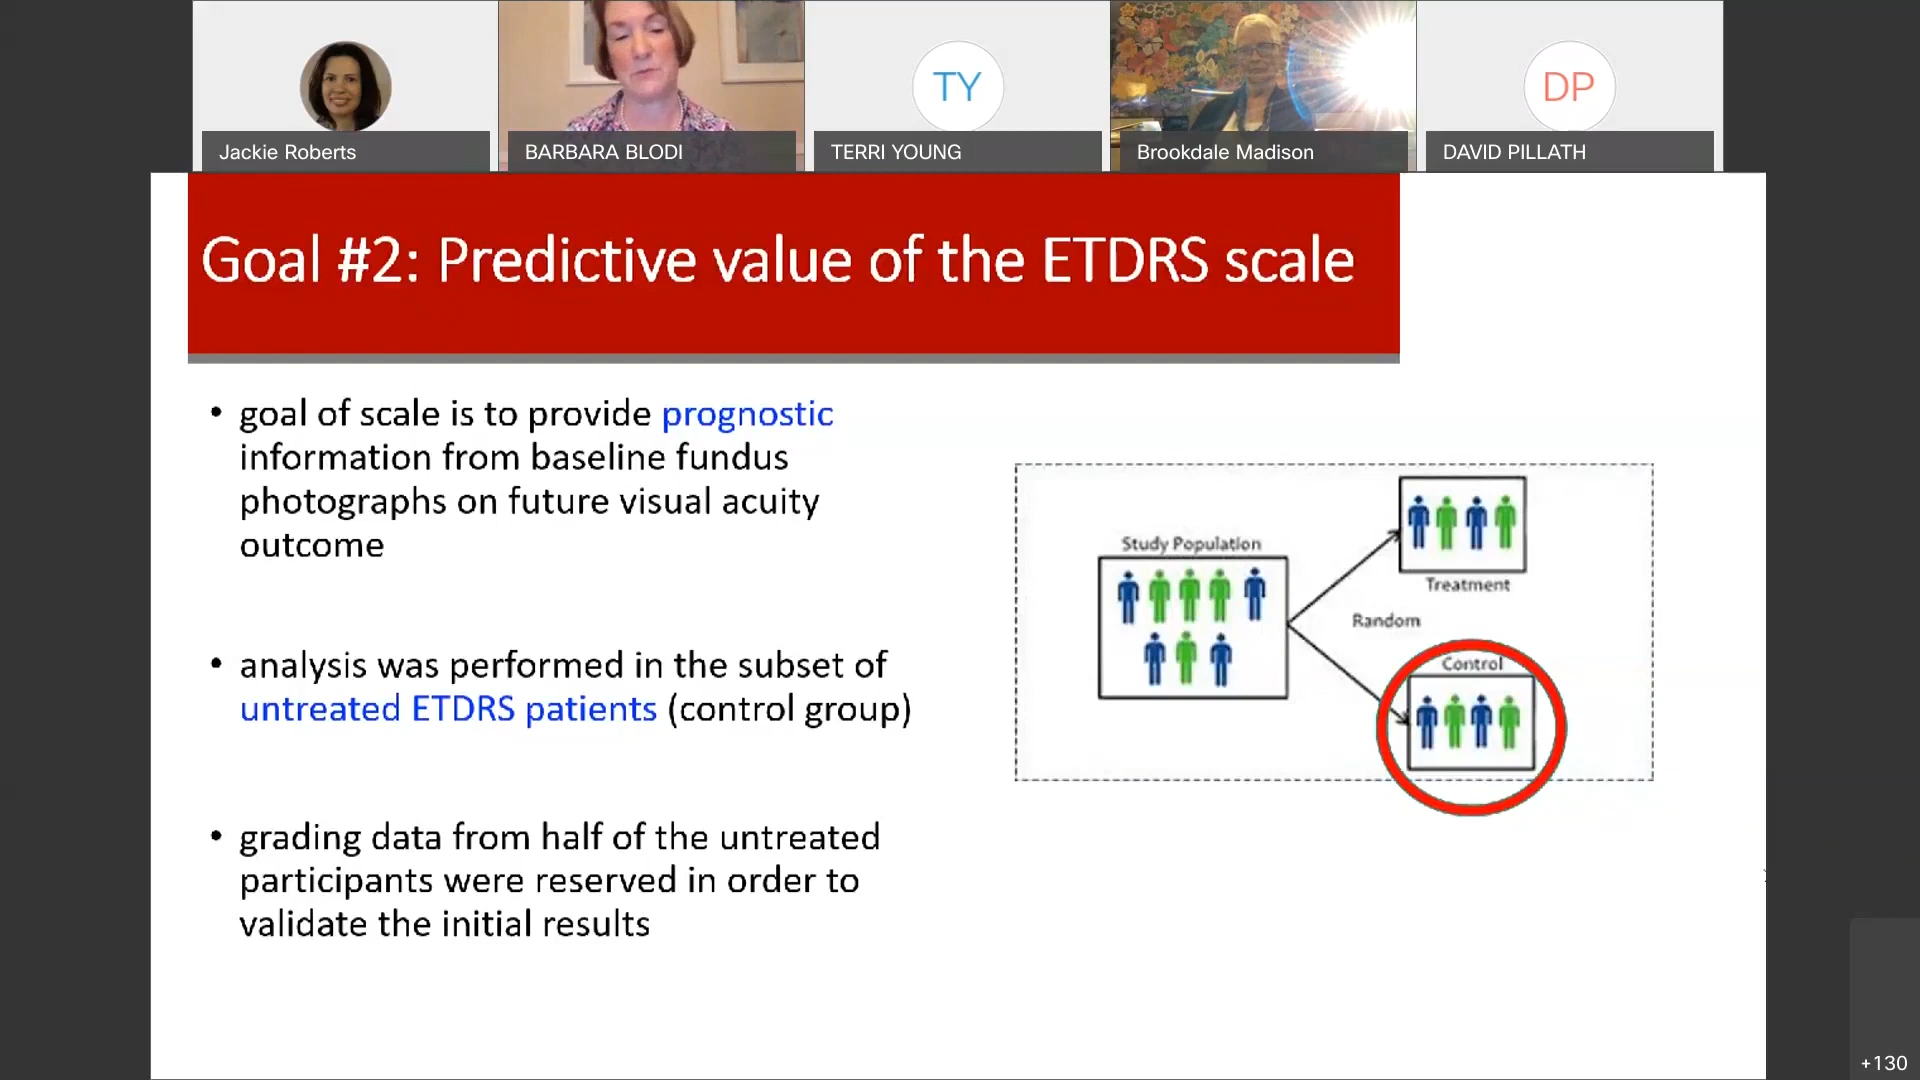 Jackie Roberts
BARBARA BLODI
TY
TERRI YOUNG
Brookdale Madison
DP
DAVID PILLATH
Goal #2: Predictive value of the ETDRS scale
• goal of scale is to provide prognostic
information from baseline fundus
photographs on future visual acuity
outcome
• analysis was performed in the subset of
untreated ETDRS patients (control group)
• grading data from half of the untreated
participants were reserved in order to
validate the initial results
Study Population
Treatment
Random
Control
+130